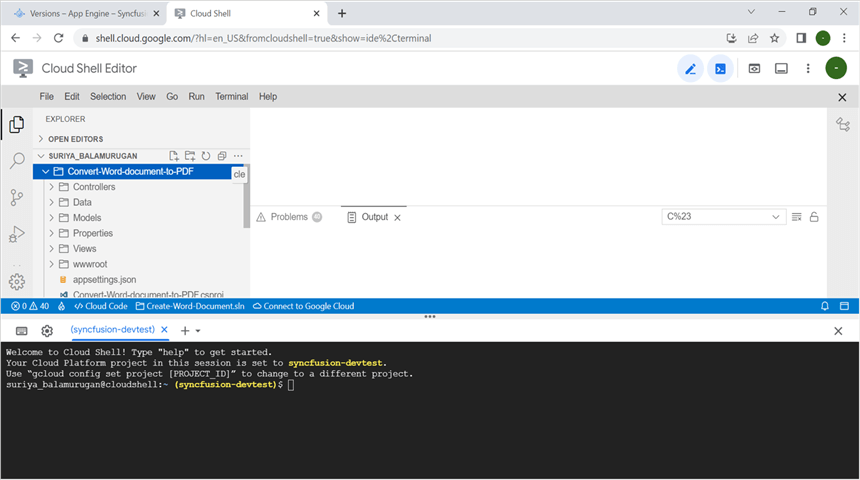 Versions – App Engine – Syncfusi
Cloud Shell
shell.cloud.google.com/?hl=en_US&fromcloudshell=true&show=ide%2Cterminal
Cloud Shell Editor
File Edit Selection View Go Run Terminal Help
EXPLORER
OPEN EDITORS
SURIYA_BALAMURUGAN
Convert-Word-document-to-PDF
cle
Controllers
Data
Models
Properties
Views
wwwroot
appsettings.json
Convert-Word-document-to-PDF.csproj
Problems
Output
C%23
0 40 Cloud Code Create-Word-Document.sln Connect to Google Cloud
(syncfusion-devtest)
Welcome to Cloud Shell! Type "help" to get started.
Your Cloud Platform project in this session is set to syncfusion-devtest.
Use "gcloud config set project [PROJECT_ID]" to change to a different project.
suriya_balamurugan@cloudshell:~ (syncfusion-devtest)$